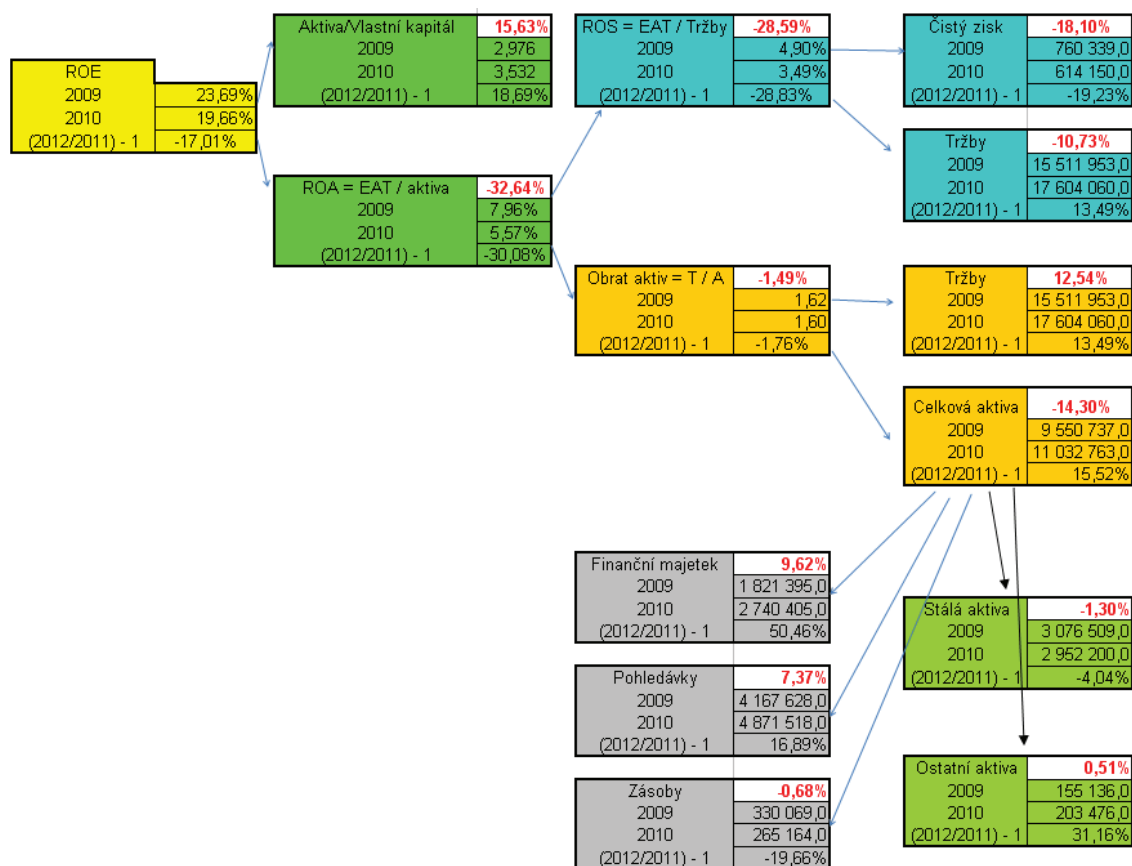 ROE
2009 23,69%
2010 19,66%
(2012/2011) - 1 -17,01%
Aktiva/Vlastní kapitál 15,63%
2009 2,976
2010 3,532
(2012/2011) - 1 18,69%
ROA = EAT / aktiva -32,64%
2009 7,96%
2010 5,57%
(2012/2011) - 1 -30,08%
ROS = EAT / Tržby -28,59%
2009 4,90%
2010 3,49%
(2012/2011) - 1 -28,83%
Obrat aktiv = T / A -1,49%
2009 1,62
2010 1,60
(2012/2011) - 1 -1,76%
Čistý zisk -18,10%
2009 760 339,0
2010 614 150,0
(2012/2011) - 1 -19,23%
Tržby -10,73%
2009 15 511 953,0
2010 17 604 060,0
(2012/2011) - 1 13,49%
Tržby 12,54%
2009 15 511 953,0
2010 17 604 060,0
(2012/2011) - 1 13,49%
Celková aktiva -14,30%
2009 9 550 737,0
2010 11 032 763,0
(2012/2011) - 1 15,52%
Finanční majetek 9,62%
2009 1 821 395,0
2010 2 740 405,0
(2012/2011) - 1 50,46%
Pohledávky 7,37%
2009 4 167 628,0
2010 4 871 518,0
(2012/2011) - 1 16,89%
Zásoby -0,68%
2009 330 069,0
2010 265 164,0
(2012/2011) - 1 -19,66%
Stálá aktiva -1,30%
2009 3 076 509,0
2010 2 952 200,0
(2012/2011) - 1 -4,04%
Ostatní aktiva 0,51%
2009 155 136,0
2010 203 476,0
(2012/2011) - 1 31,16%